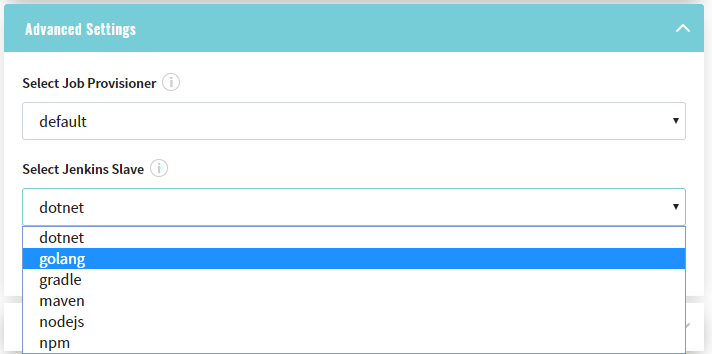 Advanced Settings
Select Job Provisioner
default
Select Jenkins Slave
dotnet
dotnet
golang
gradle
maven
nodejs
npm